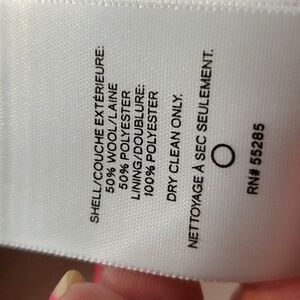 SHELL/COUCHE EXTÉRIEURE:
50% WOOL/LAINE
50% POLYESTER
LINING/DOUBLURE:
100% POLYESTER
DRY CLEAN ONLY.
NETTOYAGE À SEC SEULEMENT.
RN# 55285